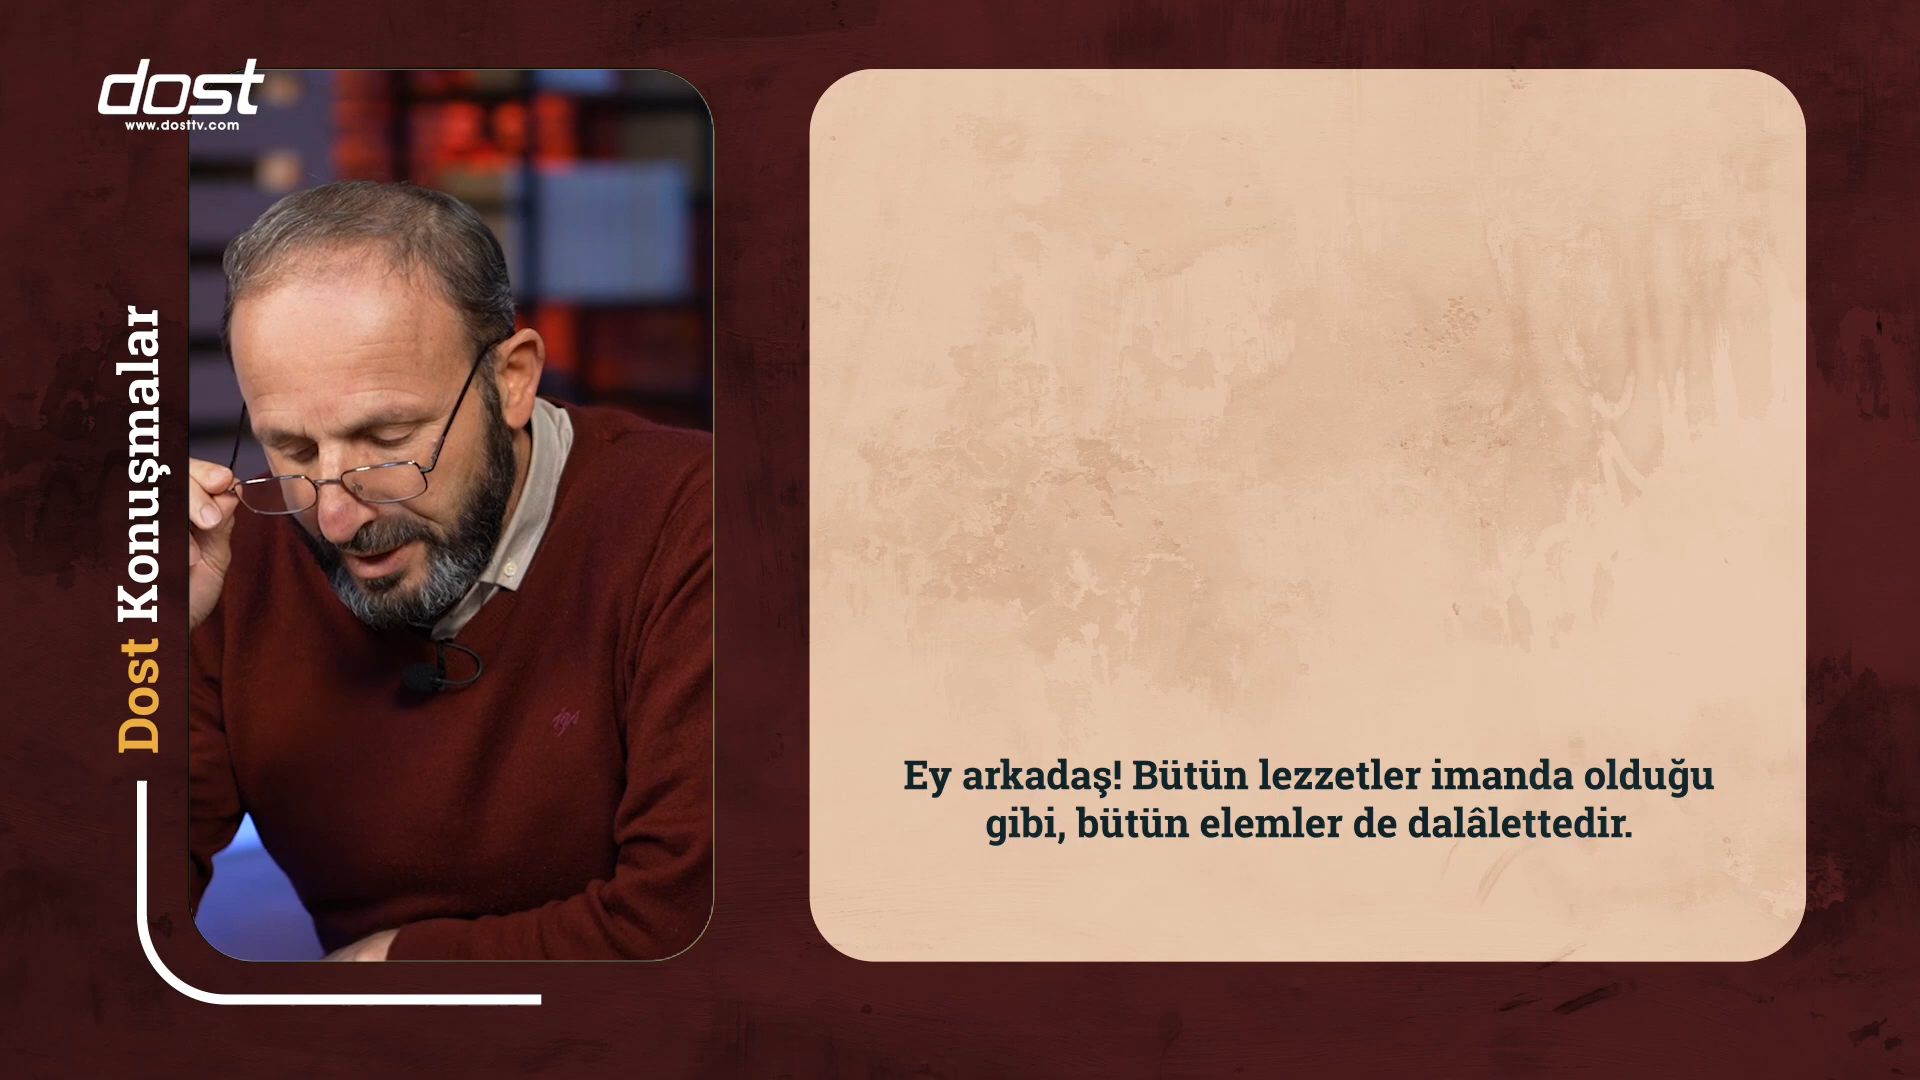 dost
www.dosttv.com
Dost Konuşmalar
Ey arkadaş! Bütün lezzetler imanda olduğu
gibi, bütün elemler de dalâlettedir.